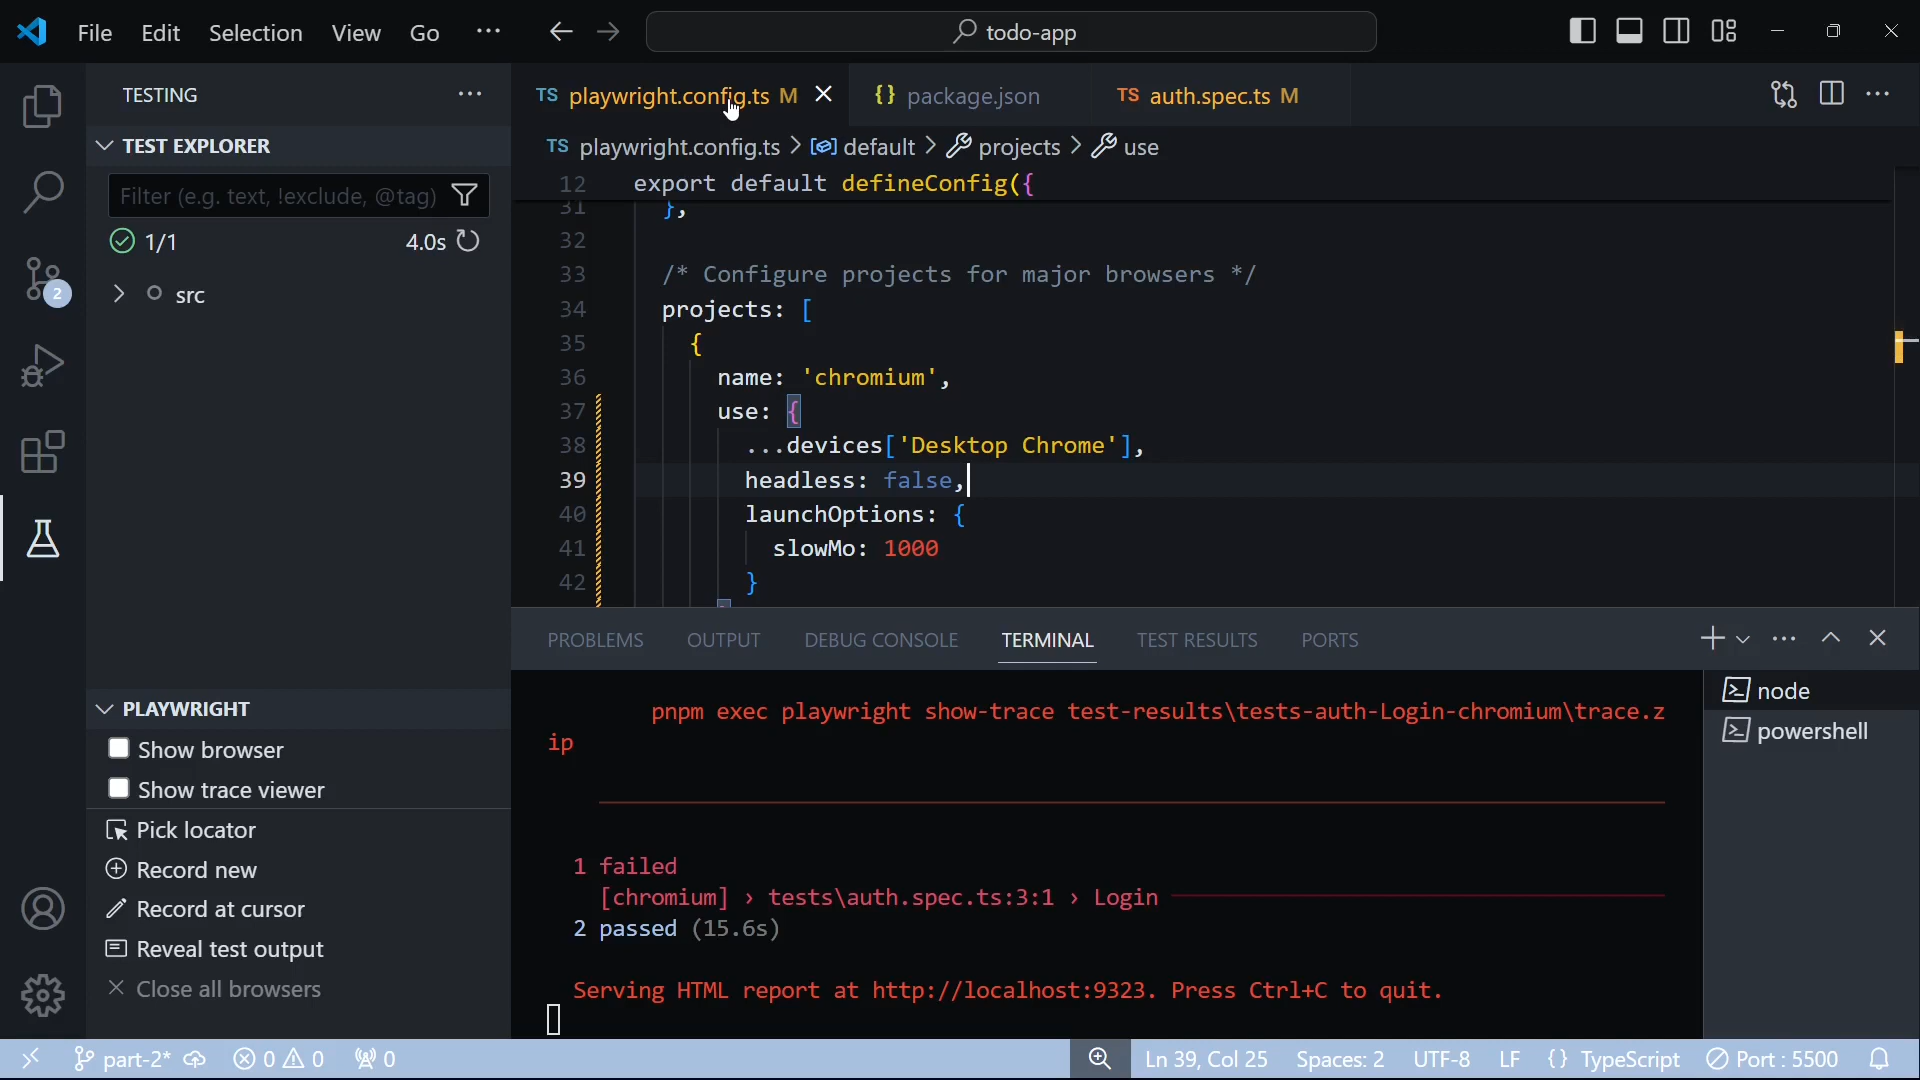 File Edit Selection View Go ··· todo-app
TESTING
TEST EXPLORER
Filter (e.g. text, !exclude, @tag)
1/1 4.0s
src
PLAYWRIGHT
Show browser
Show trace viewer
Pick locator
Record new
Record at cursor
Reveal test output
Close all browsers
2
TS playwright.config.ts M {} package.json TS auth.spec.ts M
TS playwright.config.ts > default > projects > use
12 export default defineConfig({
31 },
32
33 /* Configure projects for major browsers */
34 projects: [
35 {
36 name: 'chromium',
37 use: {
38 ...devices['Desktop Chrome'],
39 headless: false,
40 launchOptions: {
41 slowMo: 1000
42 }
PROBLEMS OUTPUT DEBUG CONSOLE TERMINAL TEST RESULTS PORTS
pnpm exec playwright show-trace test-results\tests-auth-Login-chromium\trace.z
ip
1 failed
[chromium] › tests\auth.spec.ts:3:1 › Login
2 passed (15.6s)
Serving HTML report at http://localhost:9323. Press Ctrl+C to quit.
node
powershell
part-2* 0 0 0 Ln 39, Col 25 Spaces: 2 UTF-8 LF {} TypeScript Port : 5500